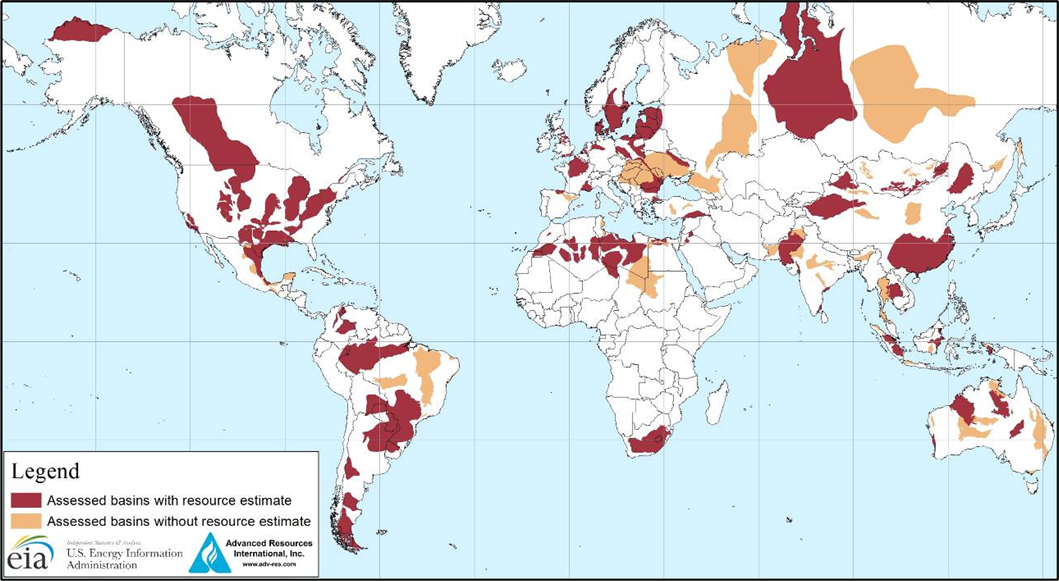 Legend
Assessed basins with resource estimate
Assessed basins without resource estimate
eia
Independent Statistics & Analysis
U.S. Energy Information
Administration
Advanced Resources
International, Inc.
www.adv-res.com